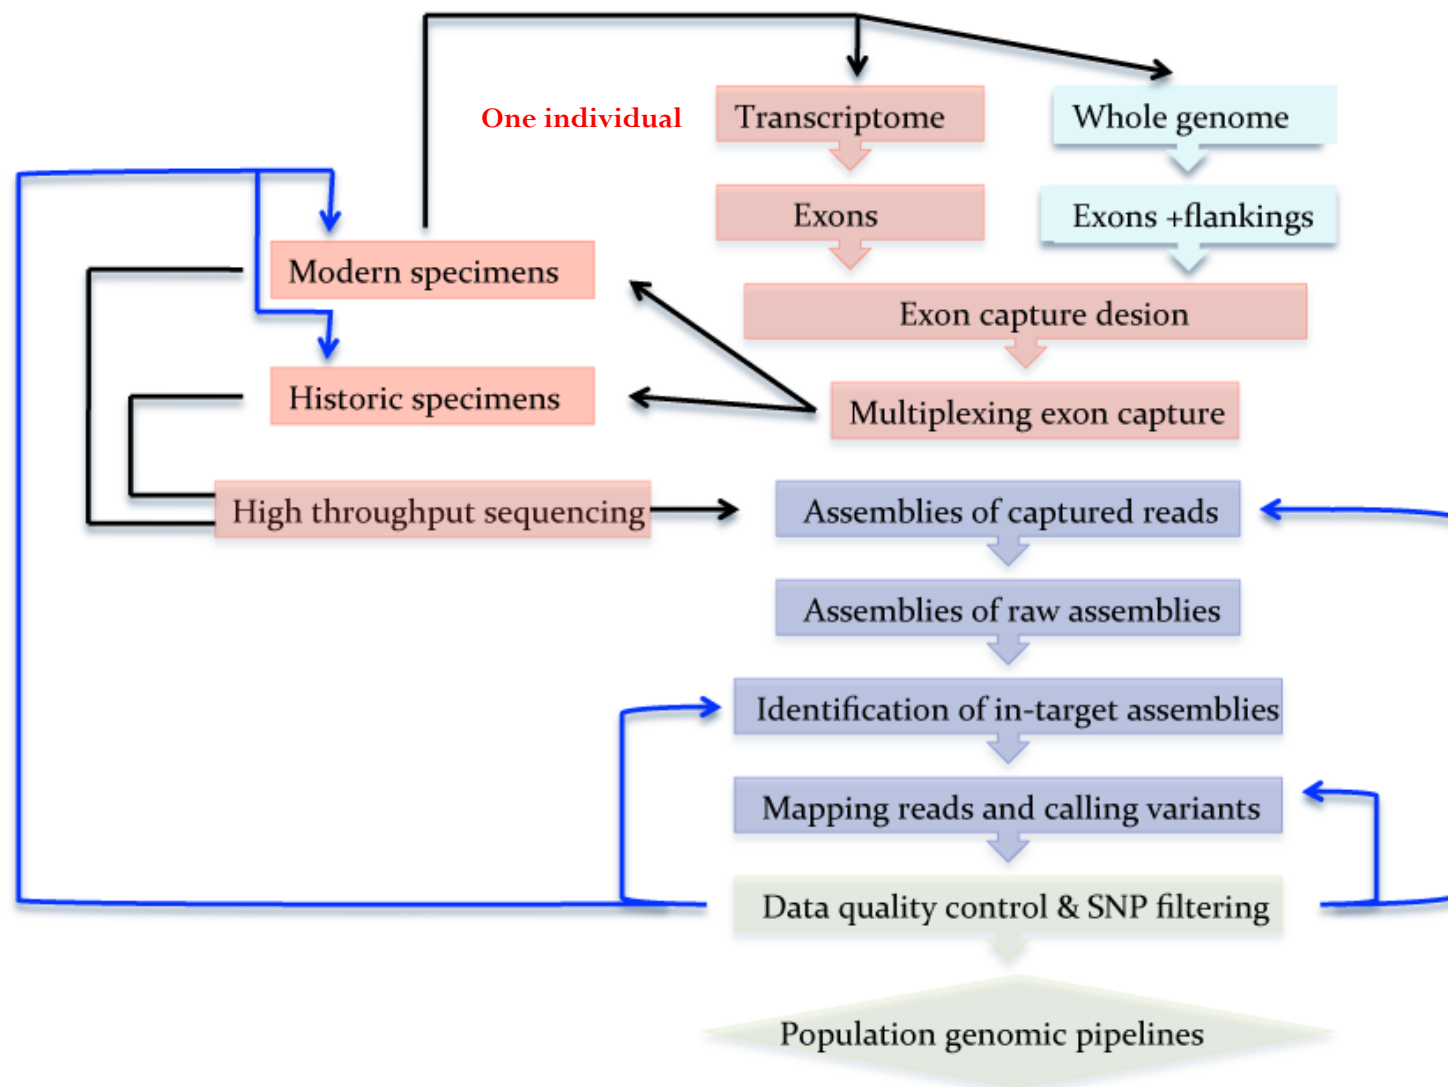 One individual
Transcriptome
Whole genome
Exons
Exons +flankings
Modern specimens
Exon capture desion
Historic specimens
Multiplexing exon capture
High throughput sequencing
Assemblies of captured reads
Assemblies of raw assemblies
Identification of in-target assemblies
Mapping reads and calling variants
Data quality control & SNP filtering
Population genomic pipelines